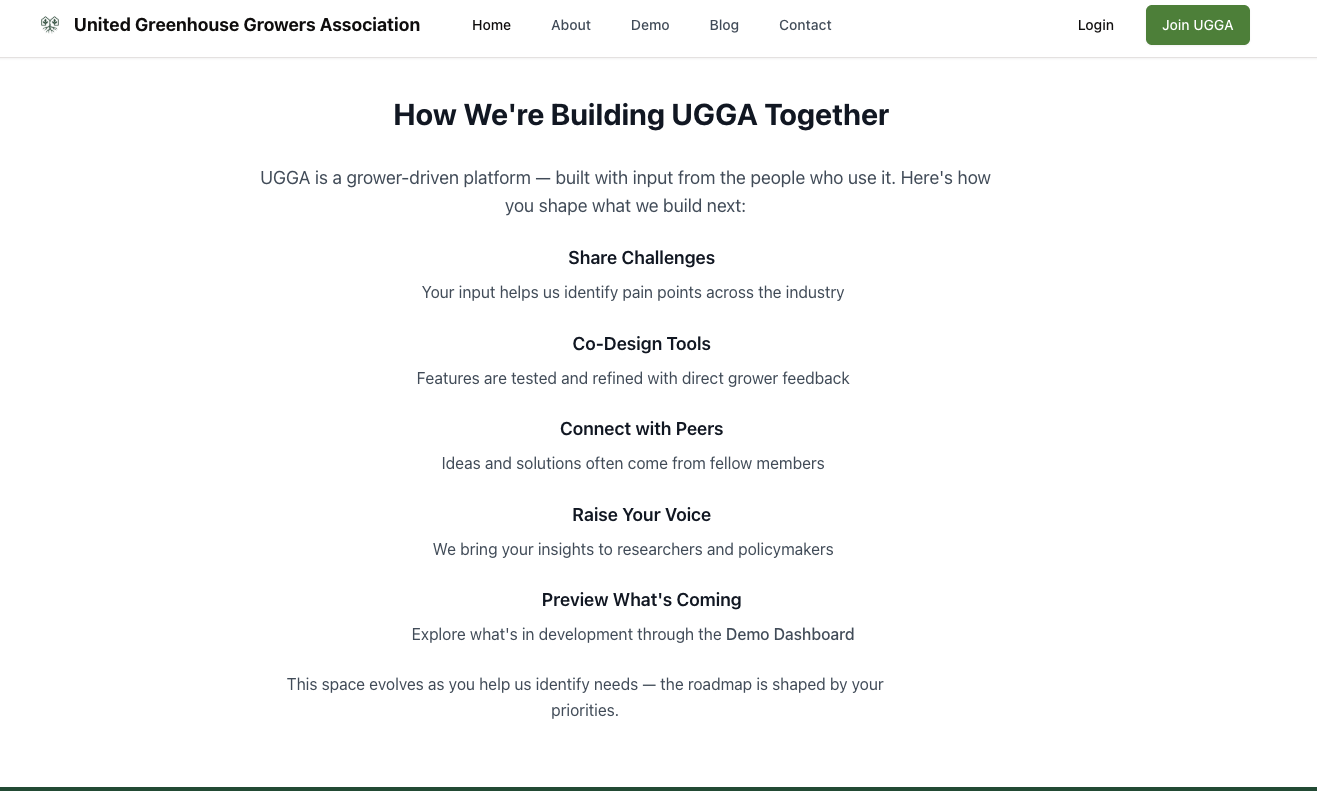 United Greenhouse Growers Association
Home
About
Demo
Blog
Contact
Login
Join UGGA
How We're Building UGGA Together
UGGA is a grower-driven platform — built with input from the people who use it. Here's how
you shape what we build next:
Share Challenges
Your input helps us identify pain points across the industry
Co-Design Tools
Features are tested and refined with direct grower feedback
Connect with Peers
Ideas and solutions often come from fellow members
Raise Your Voice
We bring your insights to researchers and policymakers
Preview What's Coming
Explore what's in development through the Demo Dashboard
This space evolves as you help us identify needs — the roadmap is shaped by your
priorities.